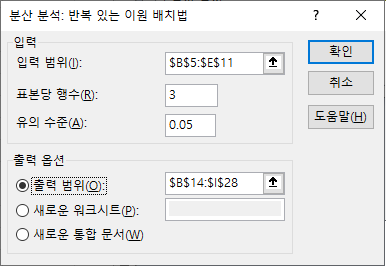 분산 분석: 반복 있는 이원 배치법 ? ×
입력
입력 범위(I): $B$5:$E$11
표본당 행수(R): 3
유의 수준(A): 0.05
확인
취소
도움말(H)
출력 옵션
출력 범위(O): $B$14:$I$28
새로운 워크시트(P):
새로운 통합 문서(W)